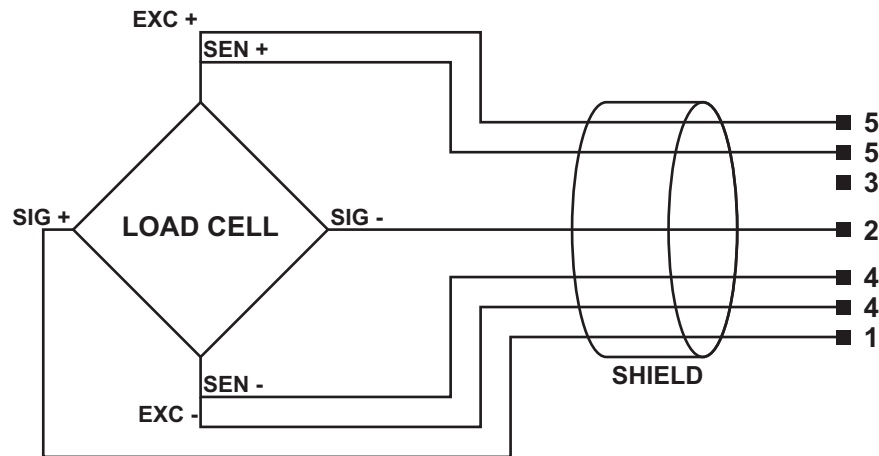 EXC +
SEN +
5
5
3
SIG +
LOAD CELL
SIG -
2
4
4
1
SHIELD
SEN -
EXC -